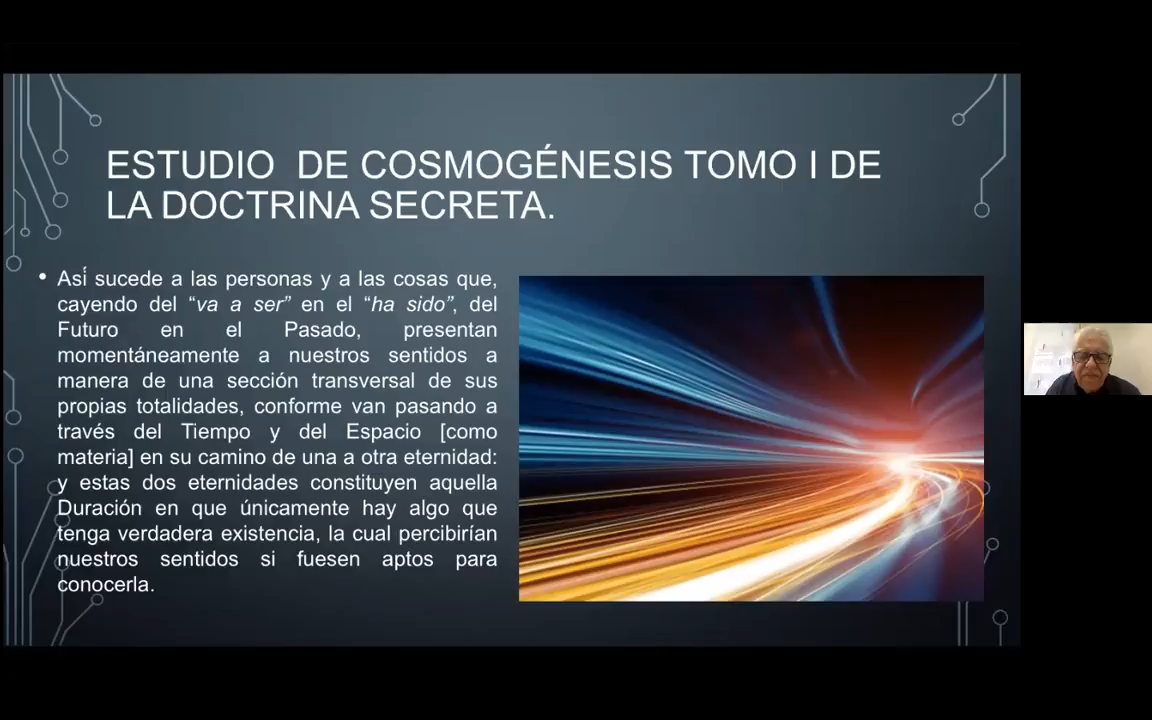 ESTUDIO DE COSMOGÉNESIS TOMO I DE
LA DOCTRINA SECRETA.
• Así sucede a las personas y a las cosas que,
cayendo del “va a ser” en el “ha sido”, del
Futuro en el Pasado, presentan
momentáneamente a nuestros sentidos a
manera de una sección transversal de sus
propias totalidades, conforme van pasando a
través del Tiempo y del Espacio [como
materia] en su camino de una a otra eternidad:
y estas dos eternidades constituyen aquella
Duración en que únicamente hay algo que
tenga verdadera existencia, la cual percibirían
nuestros sentidos si fuesen aptos para
conocerla.